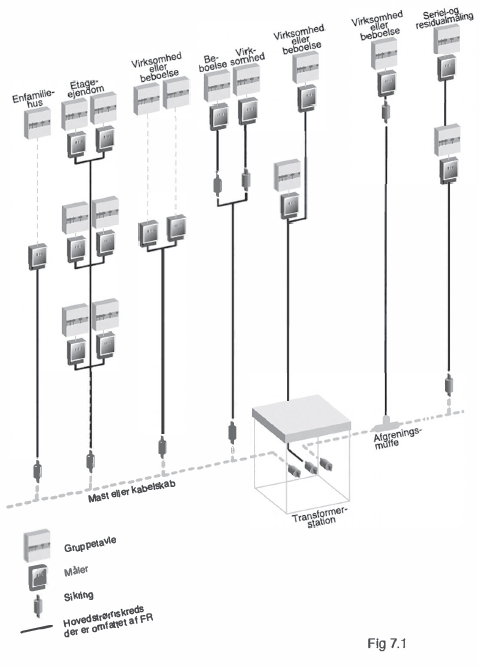 Enfamilie-
hus
Etage-
ejendom
Virksomhed
eller
beboelse
Be-
boelse
Virk-
somhed
Virksomhed
eller
beboelse
Virksomhed
eller
beboelse
Seriel-og
residualmåling
Mast eller kabelskab
Transformer-
station
Afgrenings-
muffe
Gruppetavle
Måler
Sikring
Hovedstrømskreds
der er omfattet af FR
Fig 7.1